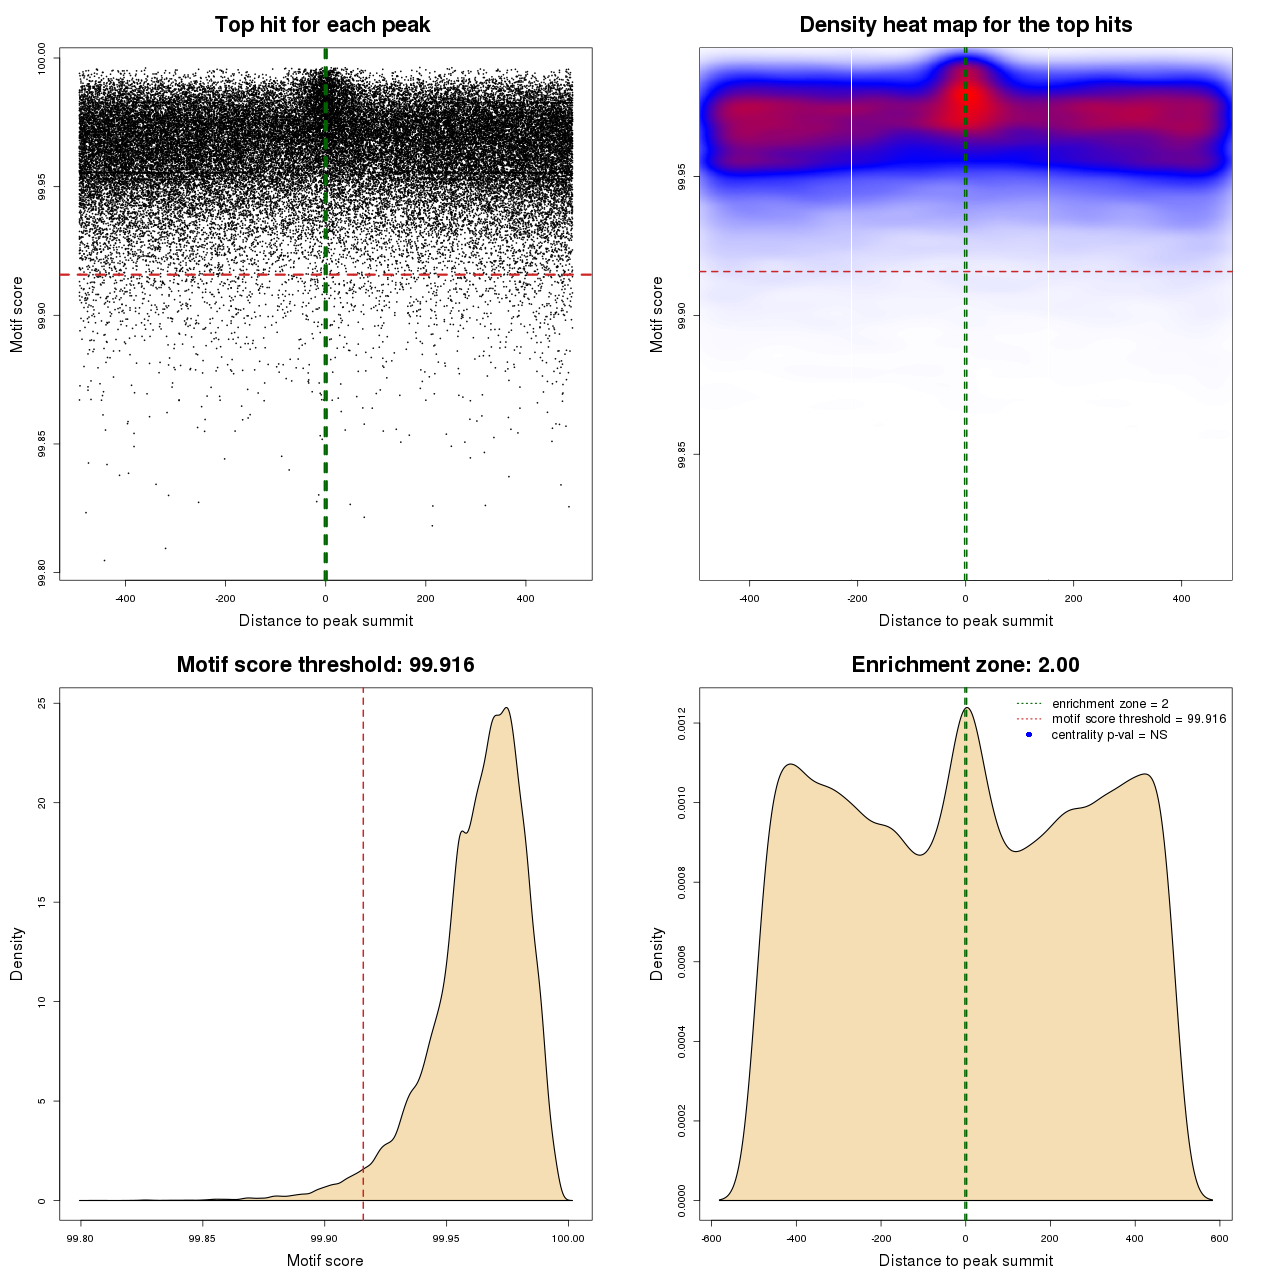 Top hit for each peak
Motif score
100.00
99.95
99.90
99.85
99.80
-400 -200 0 200 400
Distance to peak summit
Density heat map for the top hits
Motif score
99.95
99.90
99.85
-400 -200 0 200 400
Distance to peak summit
Motif score threshold: 99.916
Density
25
20
15
10
5
0
99.80 99.85 99.90 99.95 100.00
Motif score
Enrichment zone: 2.00
enrichment zone = 2
motif score threshold = 99.916
centrality p-val = NS
Density
0.0012
0.0010
0.0008
0.0006
0.0004
0.0002
0.0000
-600 -400 -200 0 200 400 600
Distance to peak summit